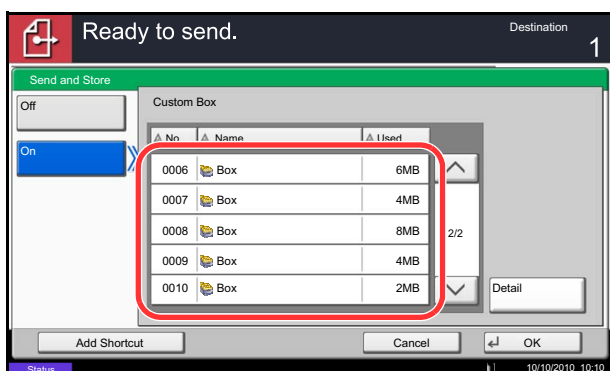 Ready to send.
Destination
1
Send and Store
Off
Custom Box
No. Name Used
On
0006 Box 6MB
0007 Box 4MB
0008 Box 8MB
2/2
0009 Box 4MB
0010 Box 2MB
Detail
Add Shortcut Cancel OK
Status 10/10/2010 10:10